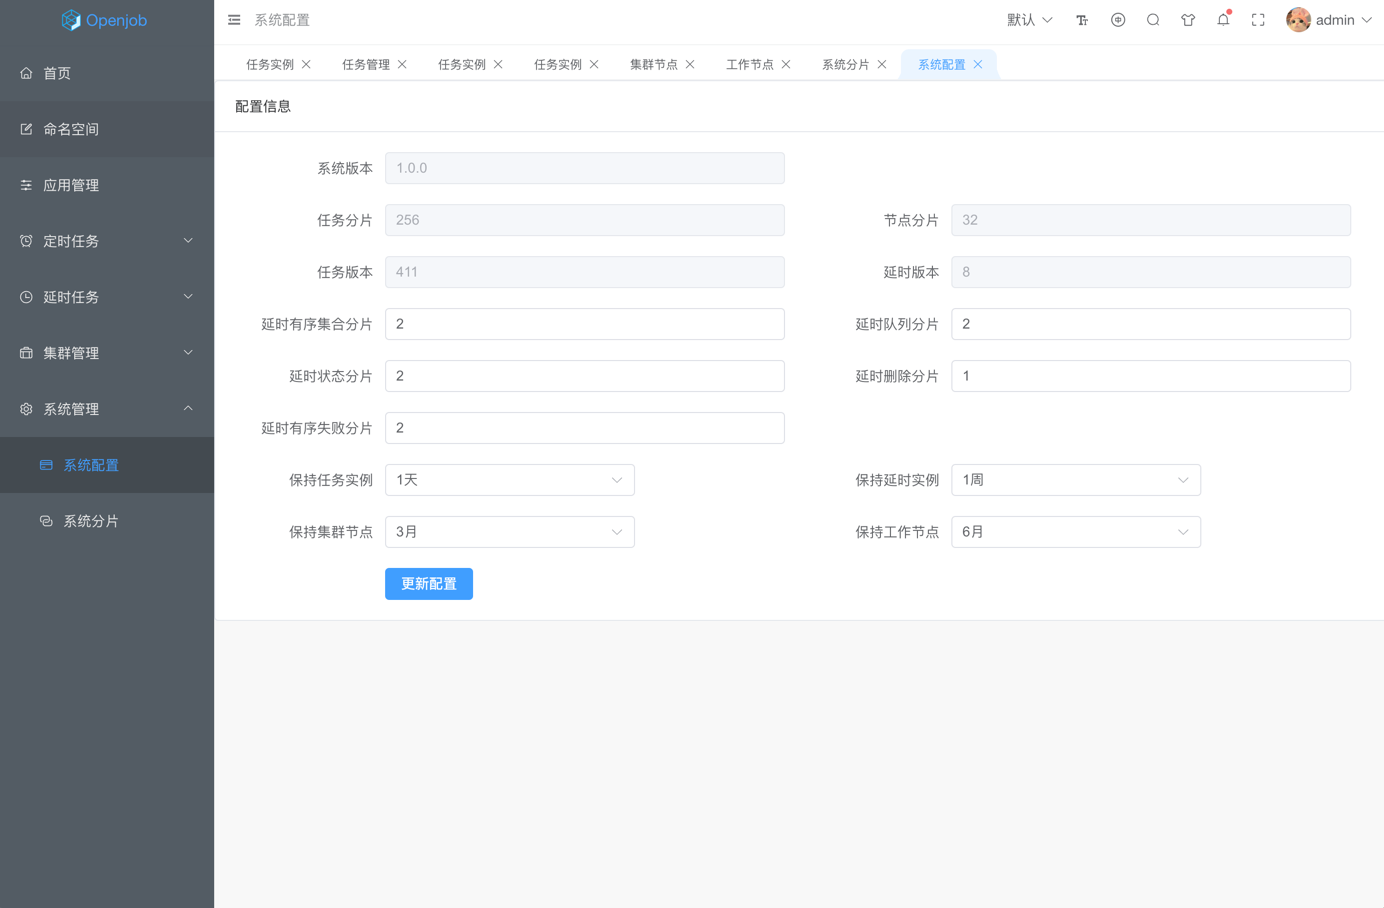 Openjob
系统配置
默认
admin
首页
命名空间
应用管理
定时任务
延时任务
集群管理
系统管理
系统配置
系统分片
任务实例
任务管理
任务实例
任务实例
集群节点
工作节点
系统分片
系统配置
配置信息
系统版本 1.0.0
任务分片 256 节点分片 32
任务版本 411 延时版本 8
延时有序集合分片 2 延时队列分片 2
延时状态分片 2 延时删除分片 1
延时有序失败分片 2
保持任务实例 1天 保持延时实例 1周
保持集群节点 3月 保持工作节点 6月
更新配置